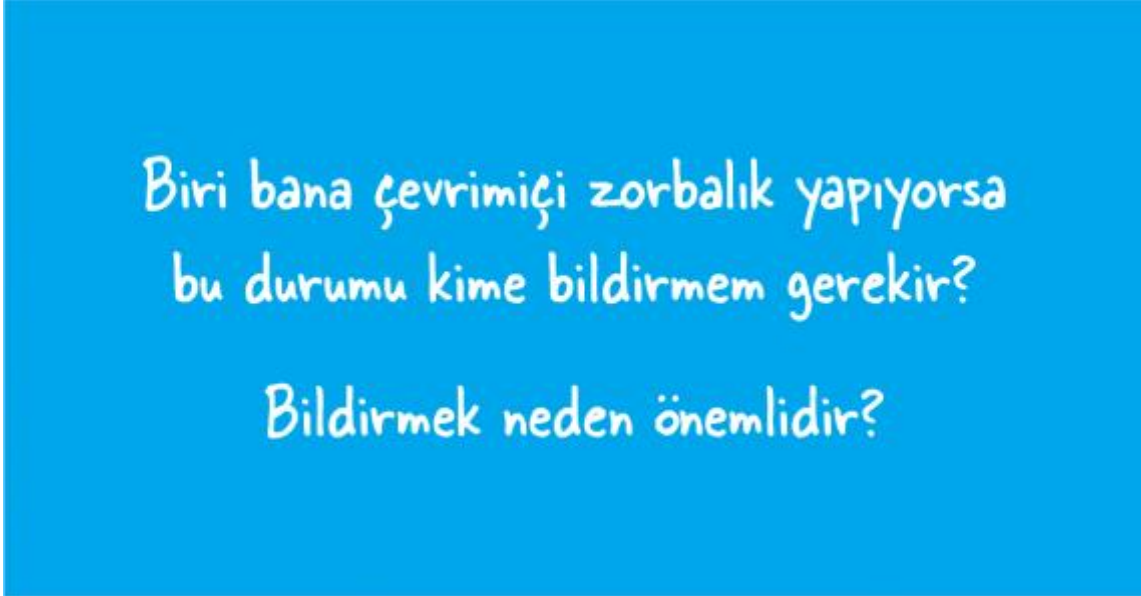 Biri bana çevrimiçi zorbalık yapıyorsa
bu durumu kime bildirmem gerekir?
Bildirmek neden önemlidir?